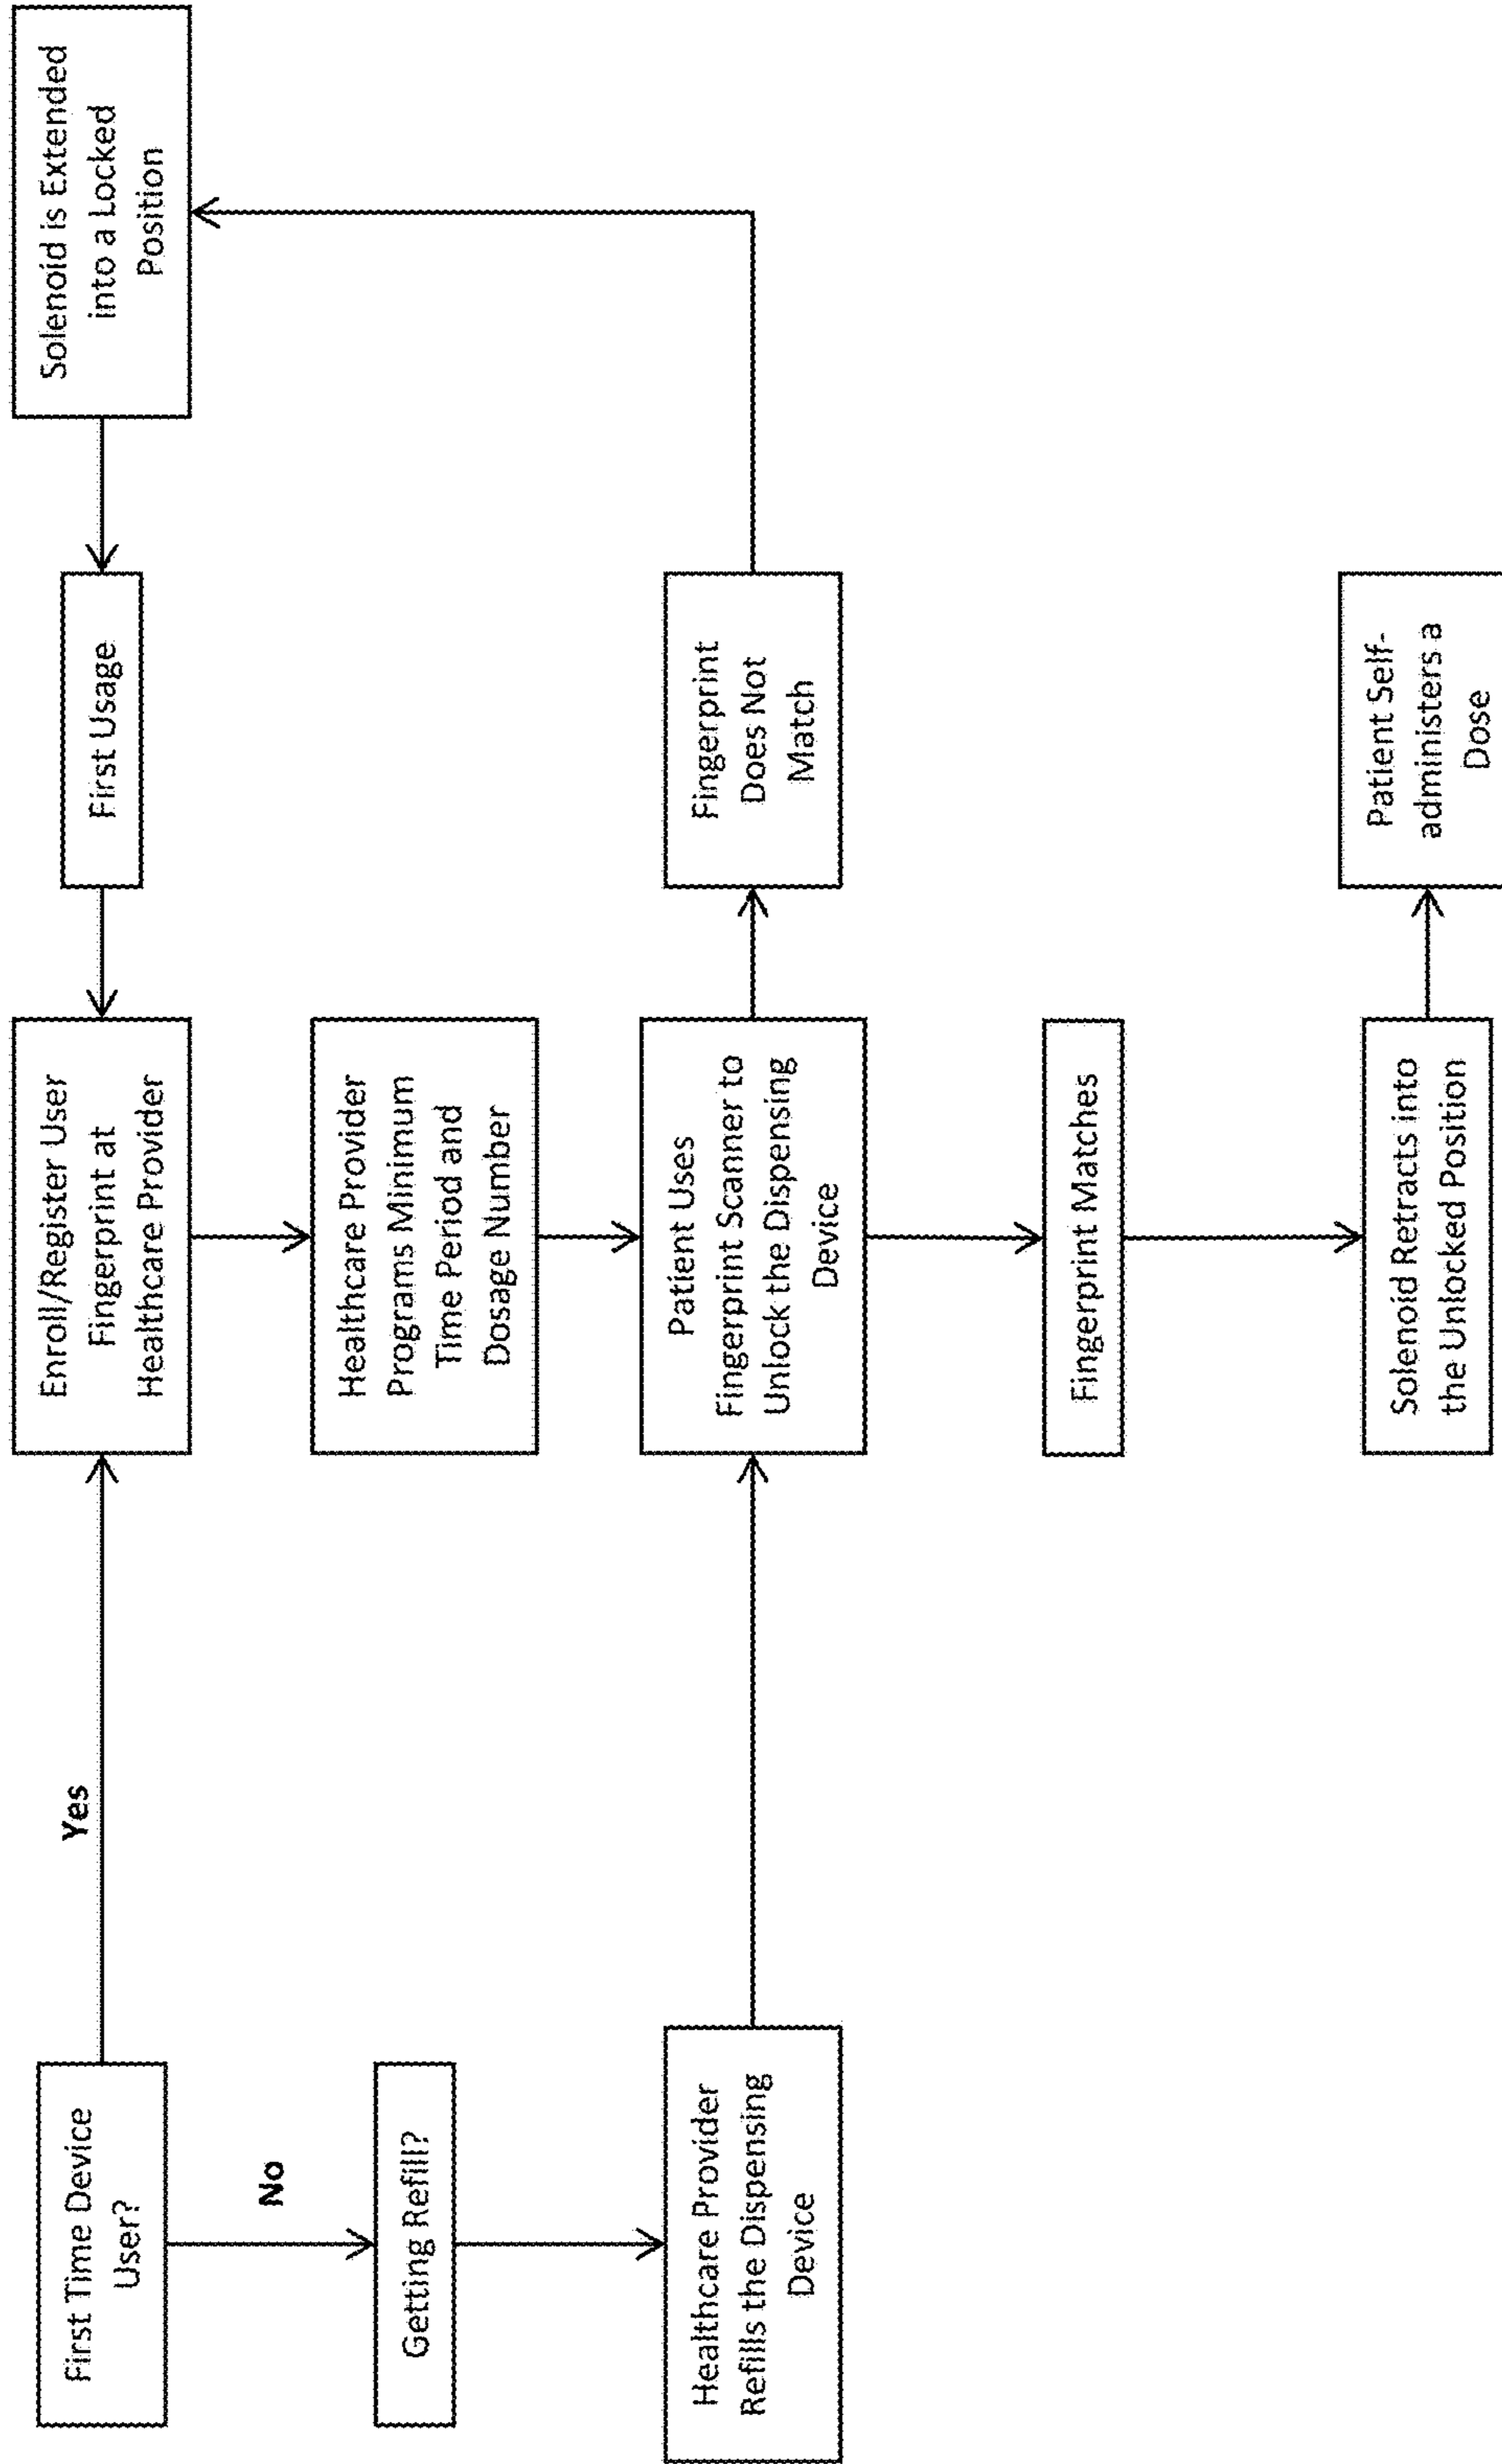 First Time Device
User?
Yes
No
Getting Refill?
Healthcare Provider
Refills the Dispensing
Device
Enroll/Register User
Fingerprint at
Healthcare Provider
Healthcare Provider
Programs Minimum
Time Period and
Dosage Number
Patient Uses
Fingerprint Scanner to
Unlock the Dispensing
Device
Fingerprint Matches
Solenoid Retracts into
the Unlocked Position
First Usage
Fingerprint
Does Not
Match
Patient Self-
administers a
Dose
Solenoid is Extended
into a Locked
Position